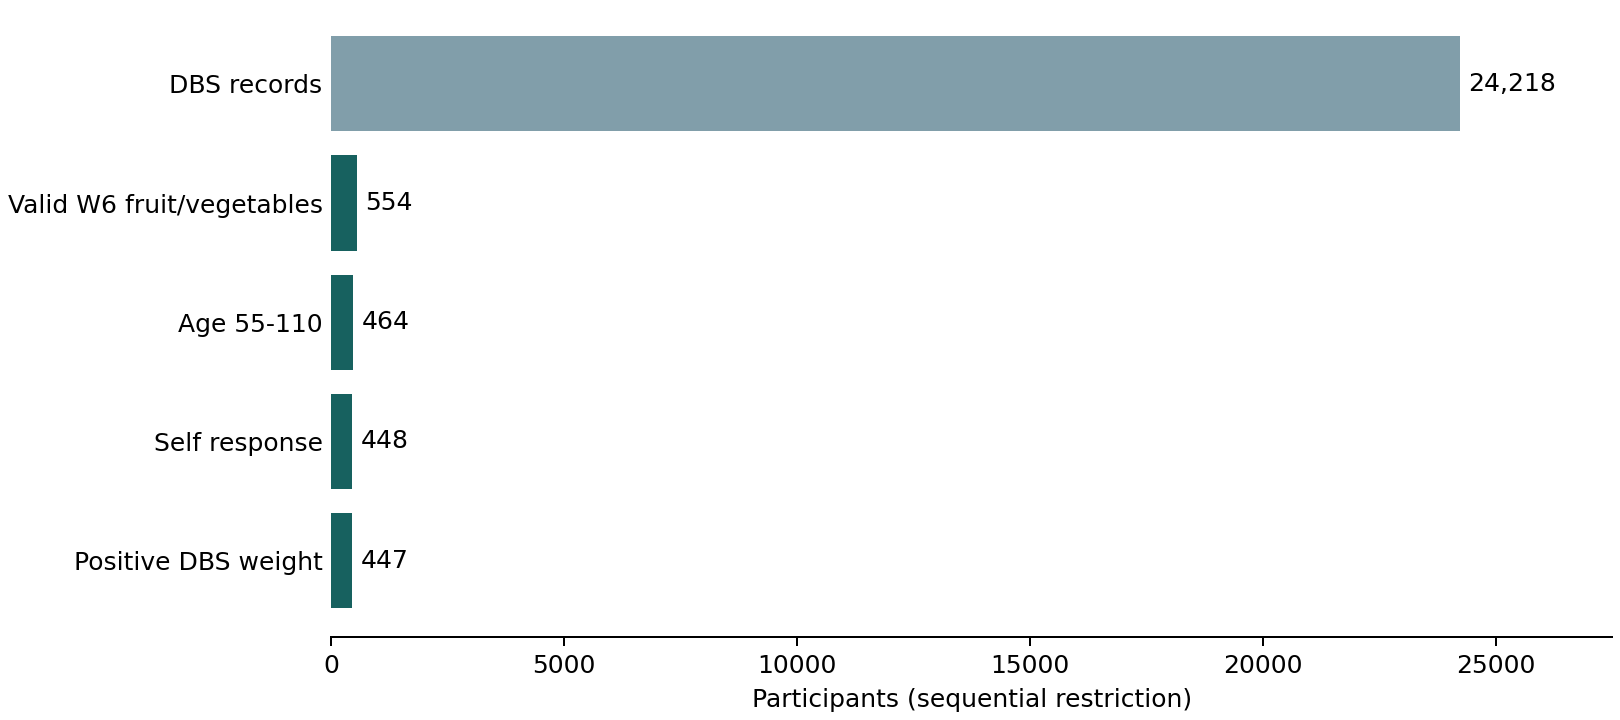 DBS records
24,218
Valid W6 fruit/vegetables
554
Age 55-110
464
Self response
448
Positive DBS weight
447
0 5000 10000 15000 20000 25000
Participants (sequential restriction)